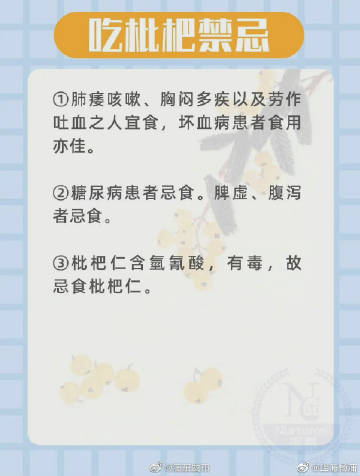 吃枇杷禁忌
①肺痿咳嗽、胸闷多疾以及劳作
吐血之人宜食，坏血病患者食用
亦佳。
②糖尿病患者忌食。脾虚、腹泻
者忌食。
③枇杷仁含氢氰酸，有毒，故
忌食枇杷仁。